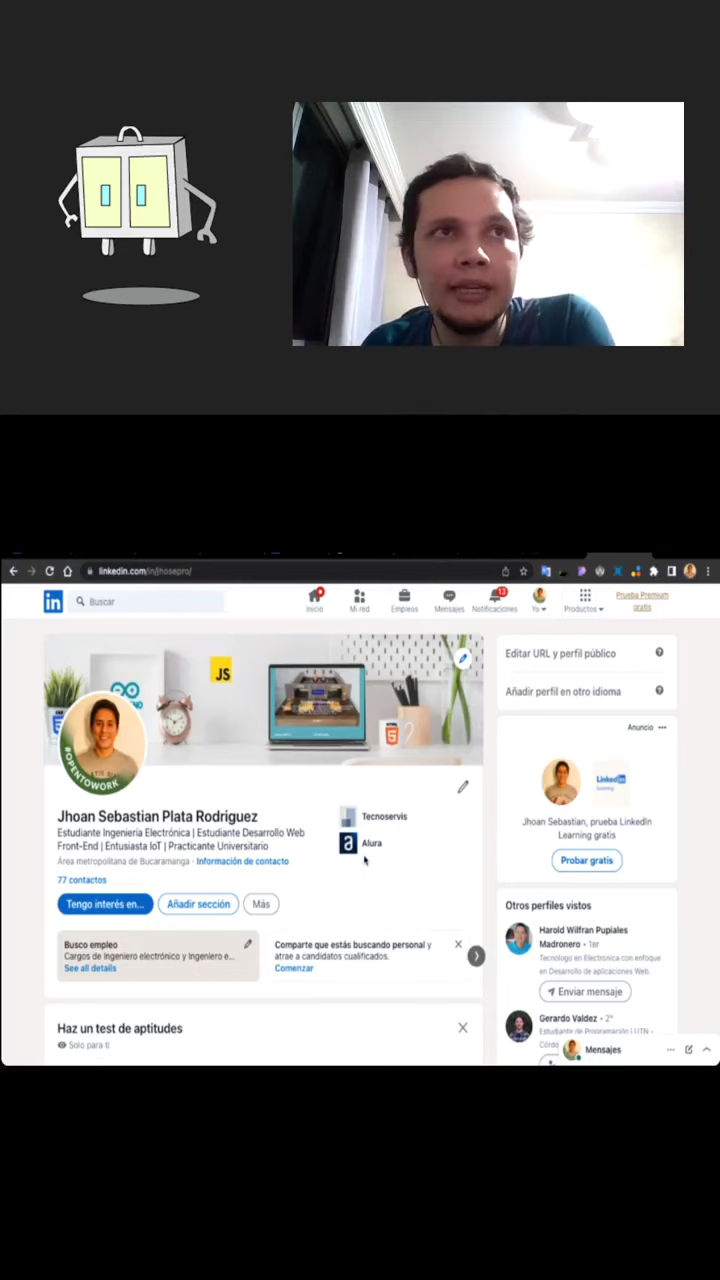 linkedin.com/in/jhosepro/
in
Buscar
Inicio
Mi red
Empleos
Mensajes
13
Notificaciones
Yo
Productos
Prueba Premium
gratis
JS
#OPENTOWORK
Jhoan Sebastian Plata Rodriguez
Estudiante Ingeniería Electrónica | Estudiante Desarrollo Web
Front-End | Entusiasta IoT | Practicante Universitario
Área metropolitana de Bucaramanga · Información de contacto
77 contactos
Tecnoservis
a Alura
Tengo interés en...
Añadir sección
Más
Busco empleo
Cargos de Ingeniero electrónico y Ingeniero e...
See all details
Comparte que estás buscando personal y
atrae a candidatos cualificados.
Comenzar
Haz un test de aptitudes
Solo para ti
Editar URL y perfil público
Añadir perfil en otro idioma
Anuncio
LinkedIn
Jhoan Sebastian, prueba LinkedIn
Learning gratis
Probar gratis
Otros perfiles vistos
Harold Wilfran Pupiales
Madronero · 1er
Tecnologo en Electronica con enfoque
en Desarrollo de aplicaciones Web.
Enviar mensaje
Gerardo Valdez · 2°
Estudiante de Programación | UTN -
Mensajes